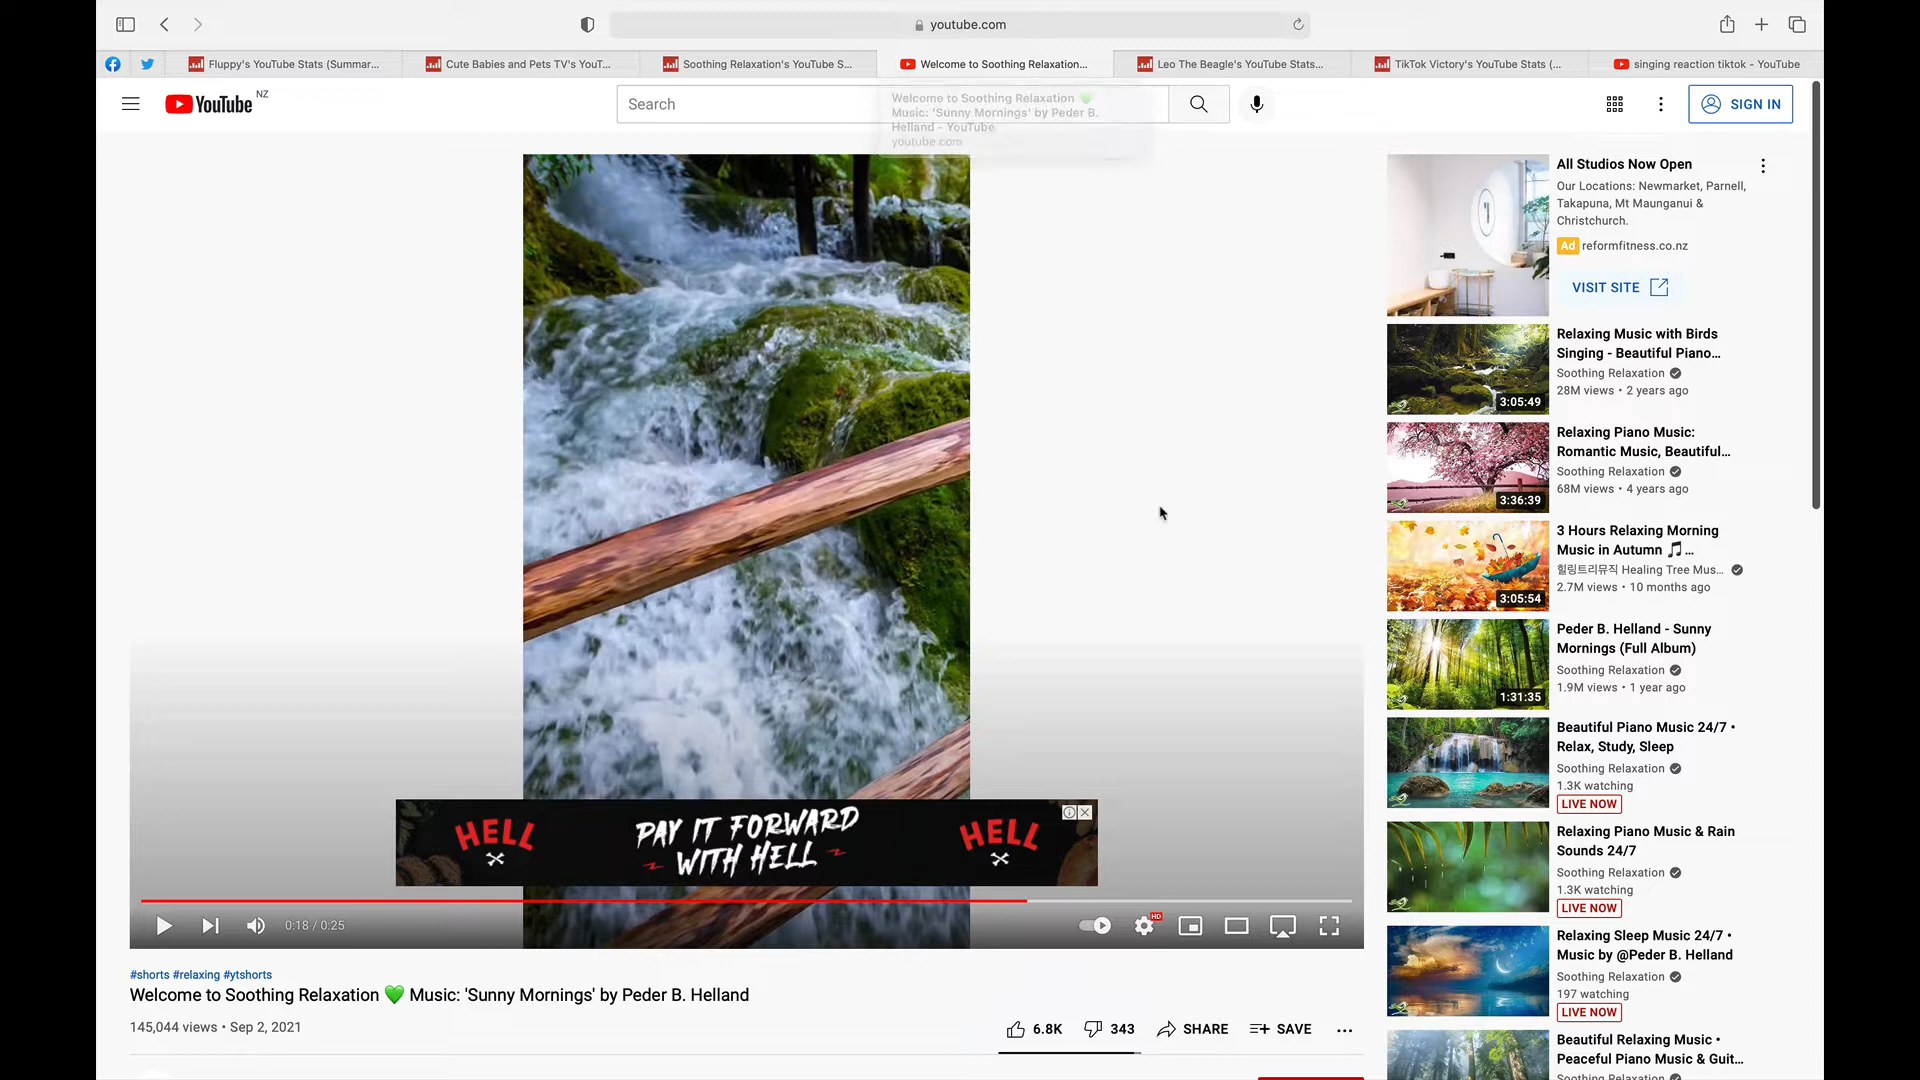 youtube.com
Fluppy's YouTube Stats (Summar...
Cute Babies and Pets TV's YouT...
Soothing Relaxation's YouTube S...
Welcome to Soothing Relaxation...
Leo The Beagle's YouTube Stats...
TikTok Victory's YouTube Stats (...
singing reaction tiktok - YouTube
YouTube NZ
Search
Welcome to Soothing Relaxation 💚
Music: 'Sunny Mornings' by Peder B.
Helland - YouTube
youtube.com
SIGN IN
All Studios Now Open
Our Locations: Newmarket, Parnell,
Takapuna, Mt Maunganui &
Christchurch.
Ad reformfitness.co.nz
VISIT SITE
Relaxing Music with Birds
Singing - Beautiful Piano...
Soothing Relaxation
28M views • 2 years ago
3:05:49
Relaxing Piano Music:
Romantic Music, Beautiful...
Soothing Relaxation
68M views • 4 years ago
3:36:39
3 Hours Relaxing Morning
Music in Autumn 🎵...
힐링트리뮤직 Healing Tree Mus...
2.7M views • 10 months ago
3:05:54
Peder B. Helland - Sunny
Mornings (Full Album)
Soothing Relaxation
1.9M views • 1 year ago
1:31:35
Beautiful Piano Music 24/7 •
Relax, Study, Sleep
Soothing Relaxation
1.3K watching
LIVE NOW
Relaxing Piano Music & Rain
Sounds 24/7
Soothing Relaxation
1.3K watching
LIVE NOW
Relaxing Sleep Music 24/7 •
Music by @Peder B. Helland
Soothing Relaxation
197 watching
LIVE NOW
Beautiful Relaxing Music •
Peaceful Piano Music & Guit...
Soothing Relaxation
HELL
PAY IT FORWARD
WITH HELL
HELL
0:18 / 0:25
HD
#shorts #relaxing #ytshorts
Welcome to Soothing Relaxation 💚 Music: 'Sunny Mornings' by Peder B. Helland
145,044 views • Sep 2, 2021
6.8K
343
SHARE
SAVE